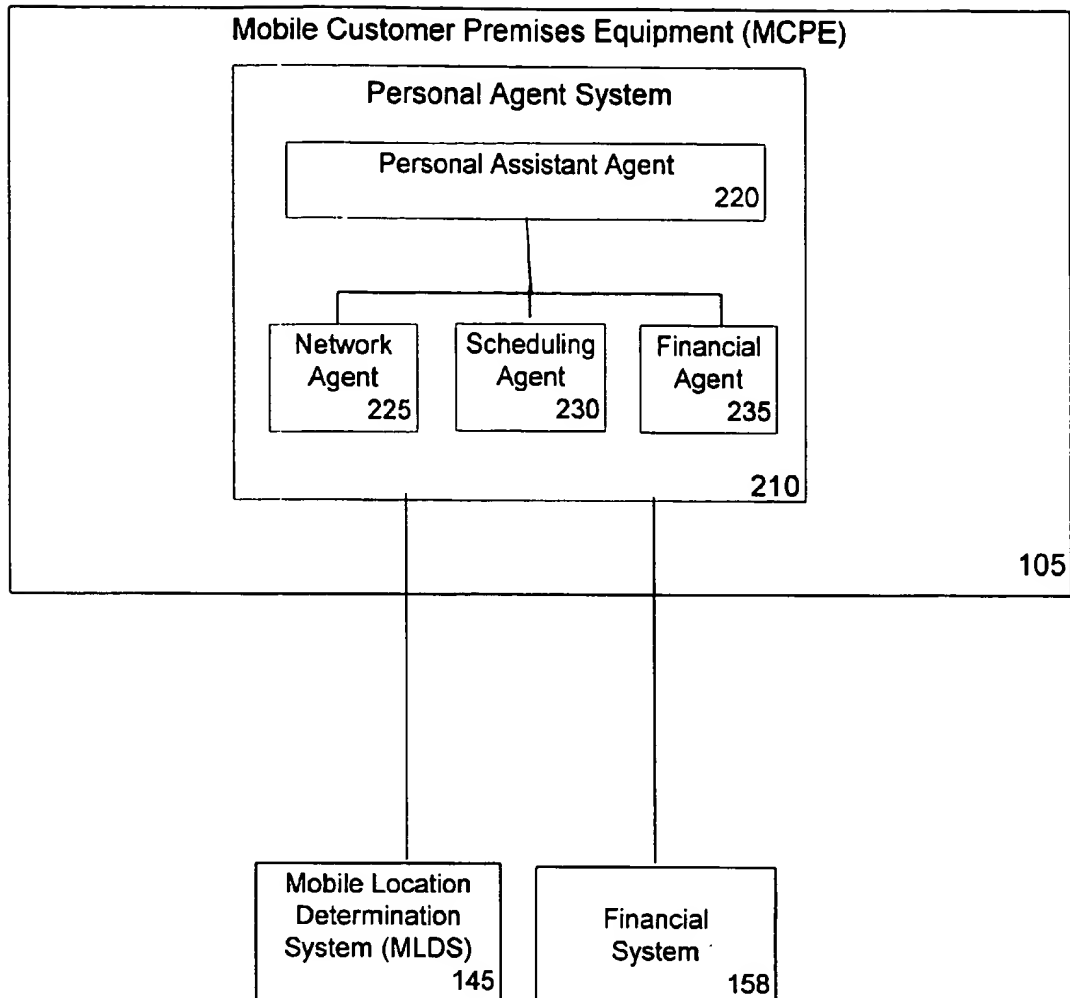 Mobile Customer Premises Equipment (MCPE)
Personal Agent System
Personal Assistant Agent
220
Network
Agent
225
Scheduling
Agent
230
Financial
Agent
235
210
105
Mobile Location
Determination
System (MLDS)
145
Financial
System
158